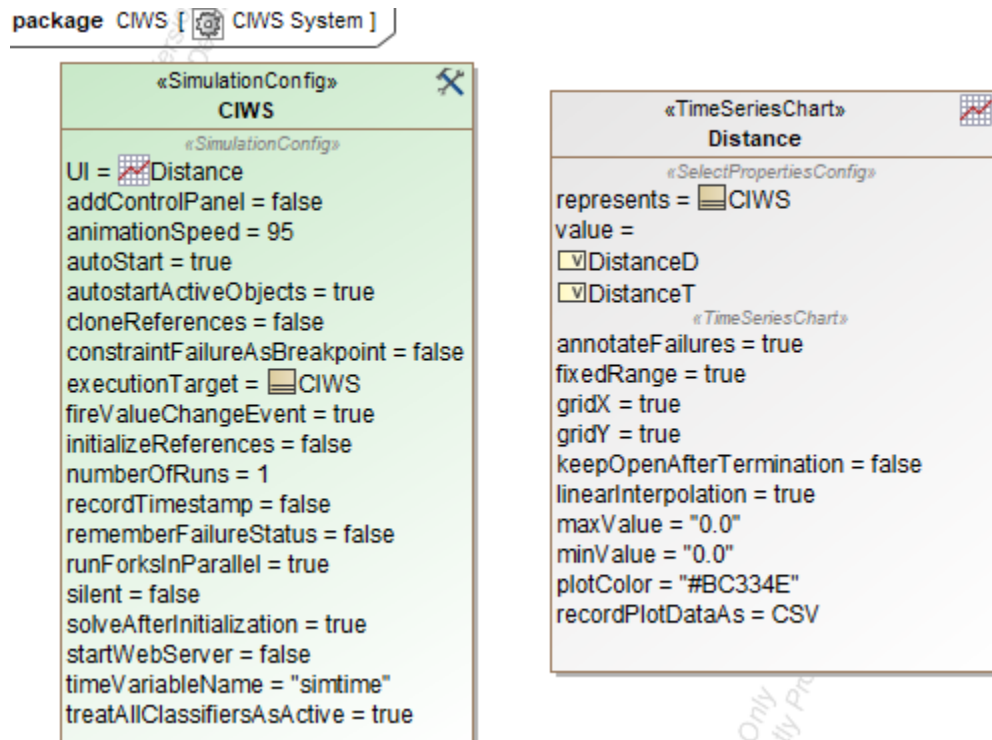 package CIWS [ CIWS System ]
«SimulationConfig»
CIWS
«SimulationConfig»
UI = Distance
addControlPanel = false
animationSpeed = 95
autoStart = true
autostartActiveObjects = true
cloneReferences = false
constraintFailureAsBreakpoint = false
executionTarget = CIWS
fireValueChangeEvent = true
initializeReferences = false
numberOfRuns = 1
recordTimestamp = false
rememberFailureStatus = false
runForksInParallel = true
silent = false
solveAfterInitialization = true
startWebServer = false
timeVariableName = "simtime"
treatAllClassifiersAsActive = true
«TimeSeriesChart»
Distance
«SelectPropertiesConfig»
represents = CIWS
value =
v DistanceD
v DistanceT
«TimeSeriesChart»
annotateFailures = true
fixedRange = true
gridX = true
gridY = true
keepOpenAfterTermination = false
linearInterpolation = true
maxValue = "0.0"
minValue = "0.0"
plotColor = "#BC334E"
recordPlotDataAs = CSV
Only